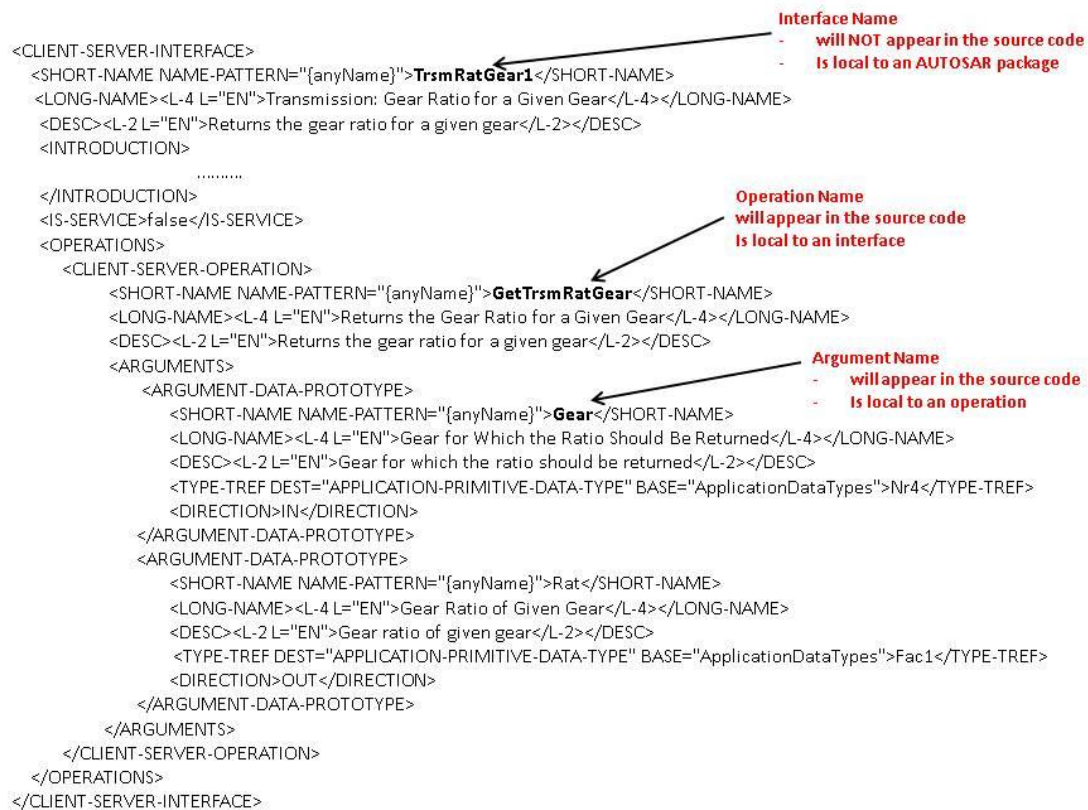 Interface Name
- will NOT appear in the source code
- Is local to an AUTOSAR package
<CLIENT-SERVER-INTERFACE>
<SHORT-NAME NAME-PATTERN="{anyName}">TrsmRatGear1</SHORT-NAME>
<LONG-NAME><L-4 L="EN">Transmission: Gear Ratio for a Given Gear</L-4></LONG-NAME>
<DESC><L-2 L="EN">Returns the gear ratio for a given gear</L-2></DESC>
<INTRODUCTION>
..........
</INTRODUCTION>
<IS-SERVICE>false</IS-SERVICE>
<OPERATIONS>
Operation Name
will appear in the source code
Is local to an interface
<CLIENT-SERVER-OPERATION>
<SHORT-NAME NAME-PATTERN="{anyName}">GetTrsmRatGear</SHORT-NAME>
<LONG-NAME><L-4 L="EN">Returns the Gear Ratio for a Given Gear</L-4></LONG-NAME>
<DESC><L-2 L="EN">Returns the gear ratio for a given gear</L-2></DESC>
<ARGUMENTS>
Argument Name
- will appear in the source code
- Is local to an operation
<ARGUMENT-DATA-PROTOTYPE>
<SHORT-NAME NAME-PATTERN="{anyName}">Gear</SHORT-NAME>
<LONG-NAME><L-4 L="EN">Gear for Which the Ratio Should Be Returned</L-4></LONG-NAME>
<DESC><L-2 L="EN">Gear for which the ratio should be returned</L-2></DESC>
<TYPE-TREF DEST="APPLICATION-PRIMITIVE-DATA-TYPE" BASE="ApplicationDataTypes">Nr4</TYPE-TREF>
<DIRECTION>IN</DIRECTION>
</ARGUMENT-DATA-PROTOTYPE>
<ARGUMENT-DATA-PROTOTYPE>
<SHORT-NAME NAME-PATTERN="{anyName}">Rat</SHORT-NAME>
<LONG-NAME><L-4 L="EN">Gear Ratio of Given Gear</L-4></LONG-NAME>
<DESC><L-2 L="EN">Gear ratio of given gear</L-2></DESC>
<TYPE-TREF DEST="APPLICATION-PRIMITIVE-DATA-TYPE" BASE="ApplicationDataTypes">Fac1</TYPE-TREF>
<DIRECTION>OUT</DIRECTION>
</ARGUMENT-DATA-PROTOTYPE>
</ARGUMENTS>
</CLIENT-SERVER-OPERATION>
</OPERATIONS>
</CLIENT-SERVER-INTERFACE>